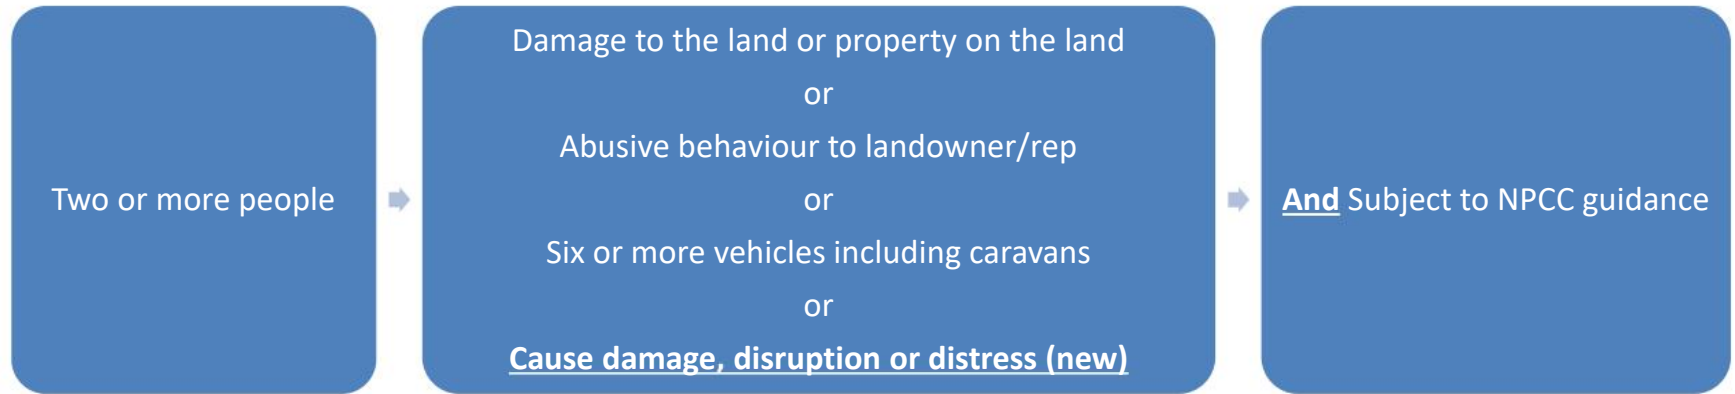 Two or more people
Damage to the land or property on the land
or
Abusive behaviour to landowner/rep
or
Six or more vehicles including caravans
or
Cause damage, disruption or distress (new)
And Subject to NPCC guidance